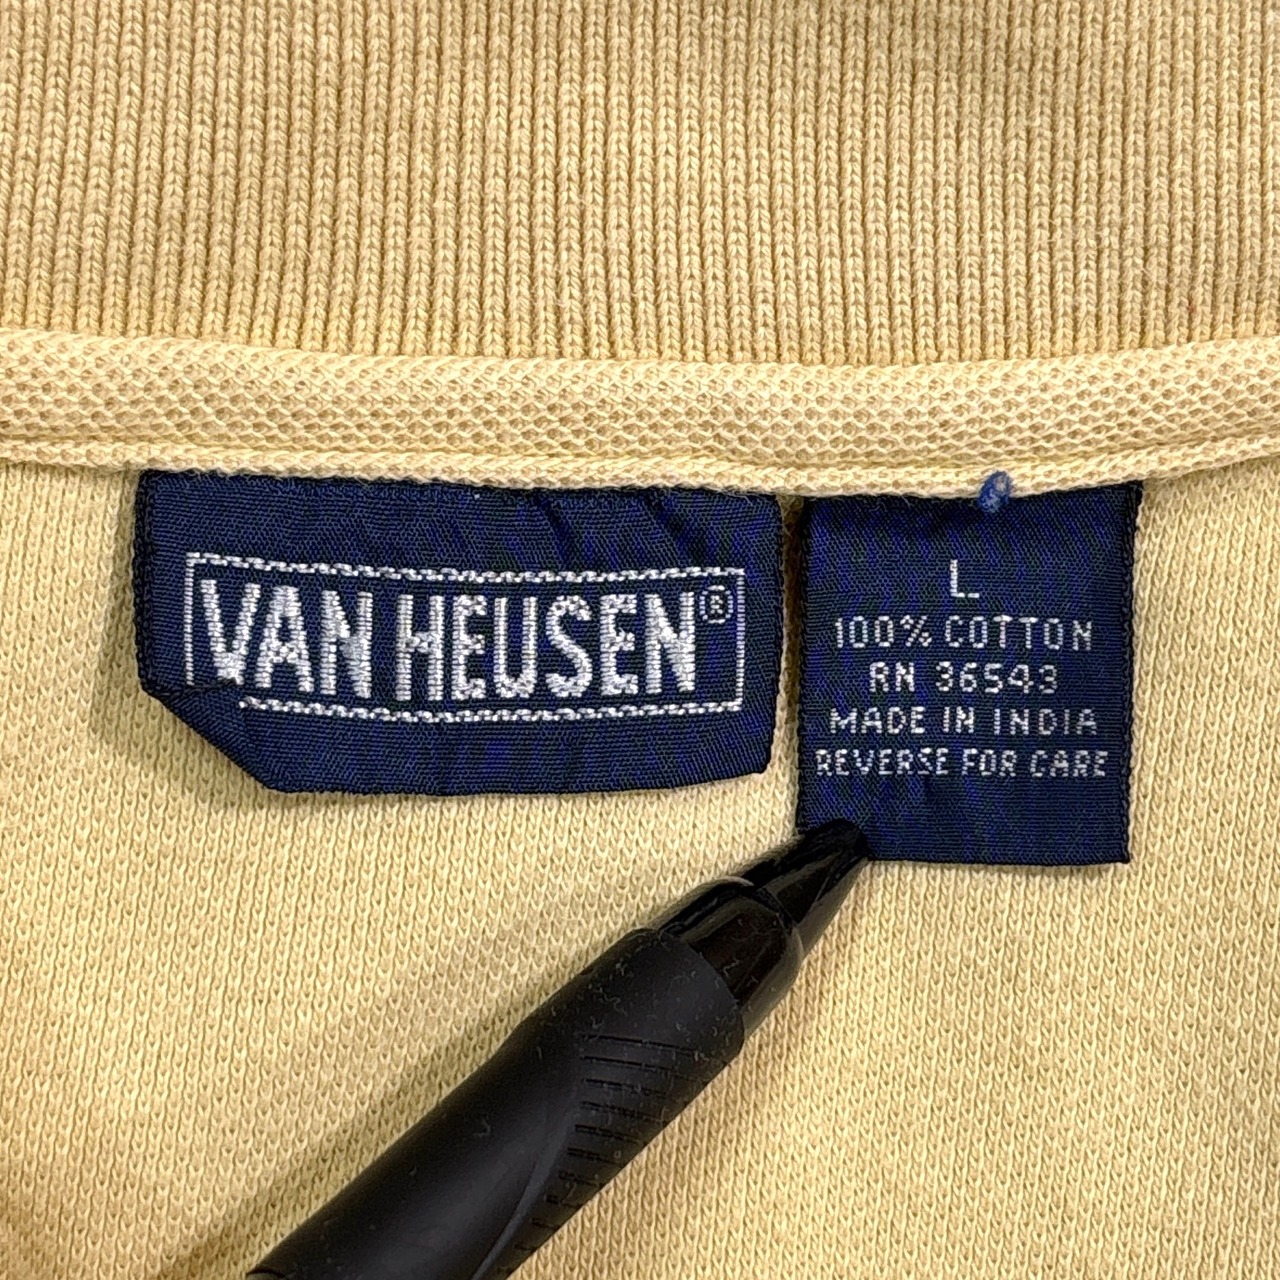 VAN HEUSEN®
L
100% COTTON
RN 36543
MADE IN INDIA
REVERSE FOR CARE